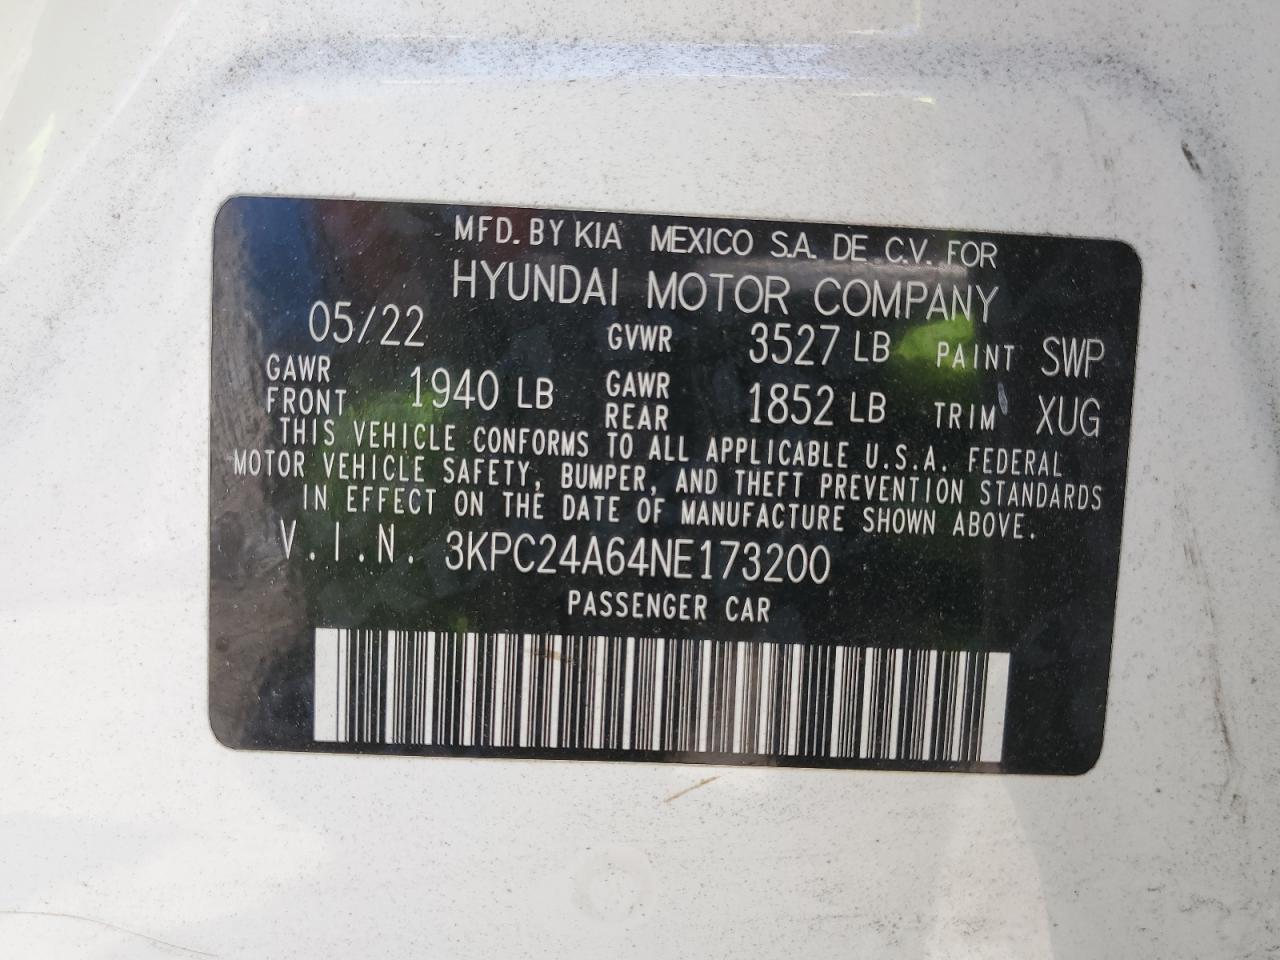 MFD. BY KIA MEXICO S.A. DE C.V. FOR
HYUNDAI MOTOR COMPANY
05/22 GVWR 3527 LB PAINT SWP
GAWR FRONT 1940 LB GAWR REAR 1852 LB TRIM XUG
THIS VEHICLE CONFORMS TO ALL APPLICABLE U.S.A. FEDERAL
MOTOR VEHICLE SAFETY, BUMPER, AND THEFT PREVENTION STANDARDS
IN EFFECT ON THE DATE OF MANUFACTURE SHOWN ABOVE.
V.I.N. 3KPC24A64NE173200
PASSENGER CAR